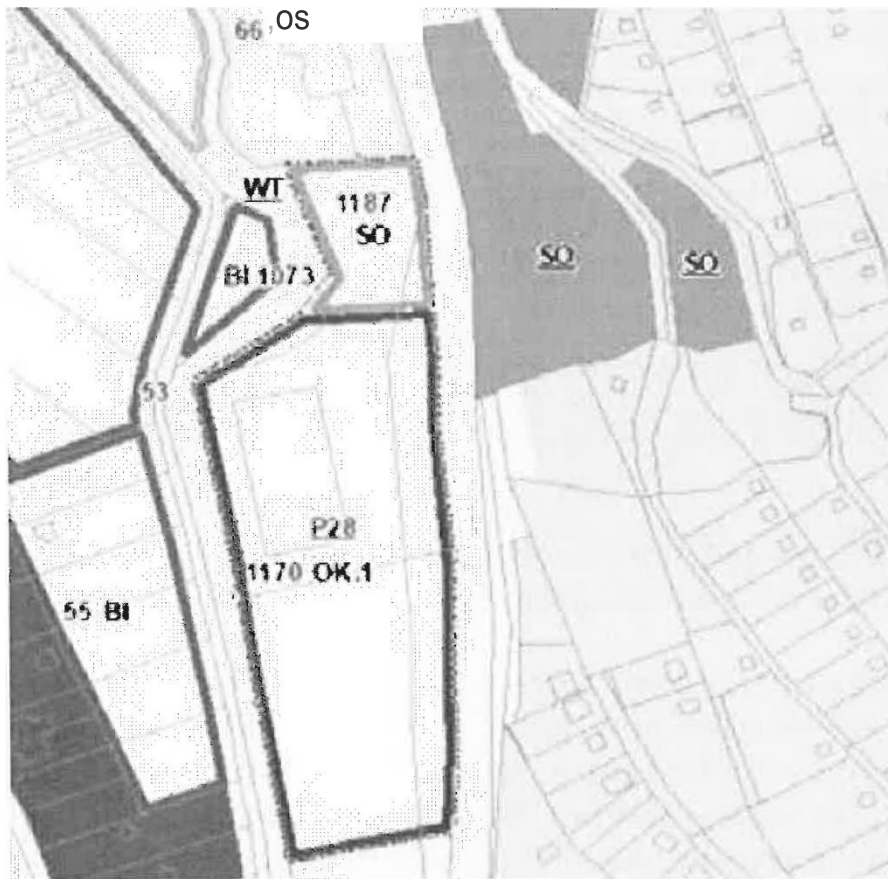 66, OS
WT
1187
SO
BI 1073
SO
SO
53
P28
1170 OK.1
55 BI